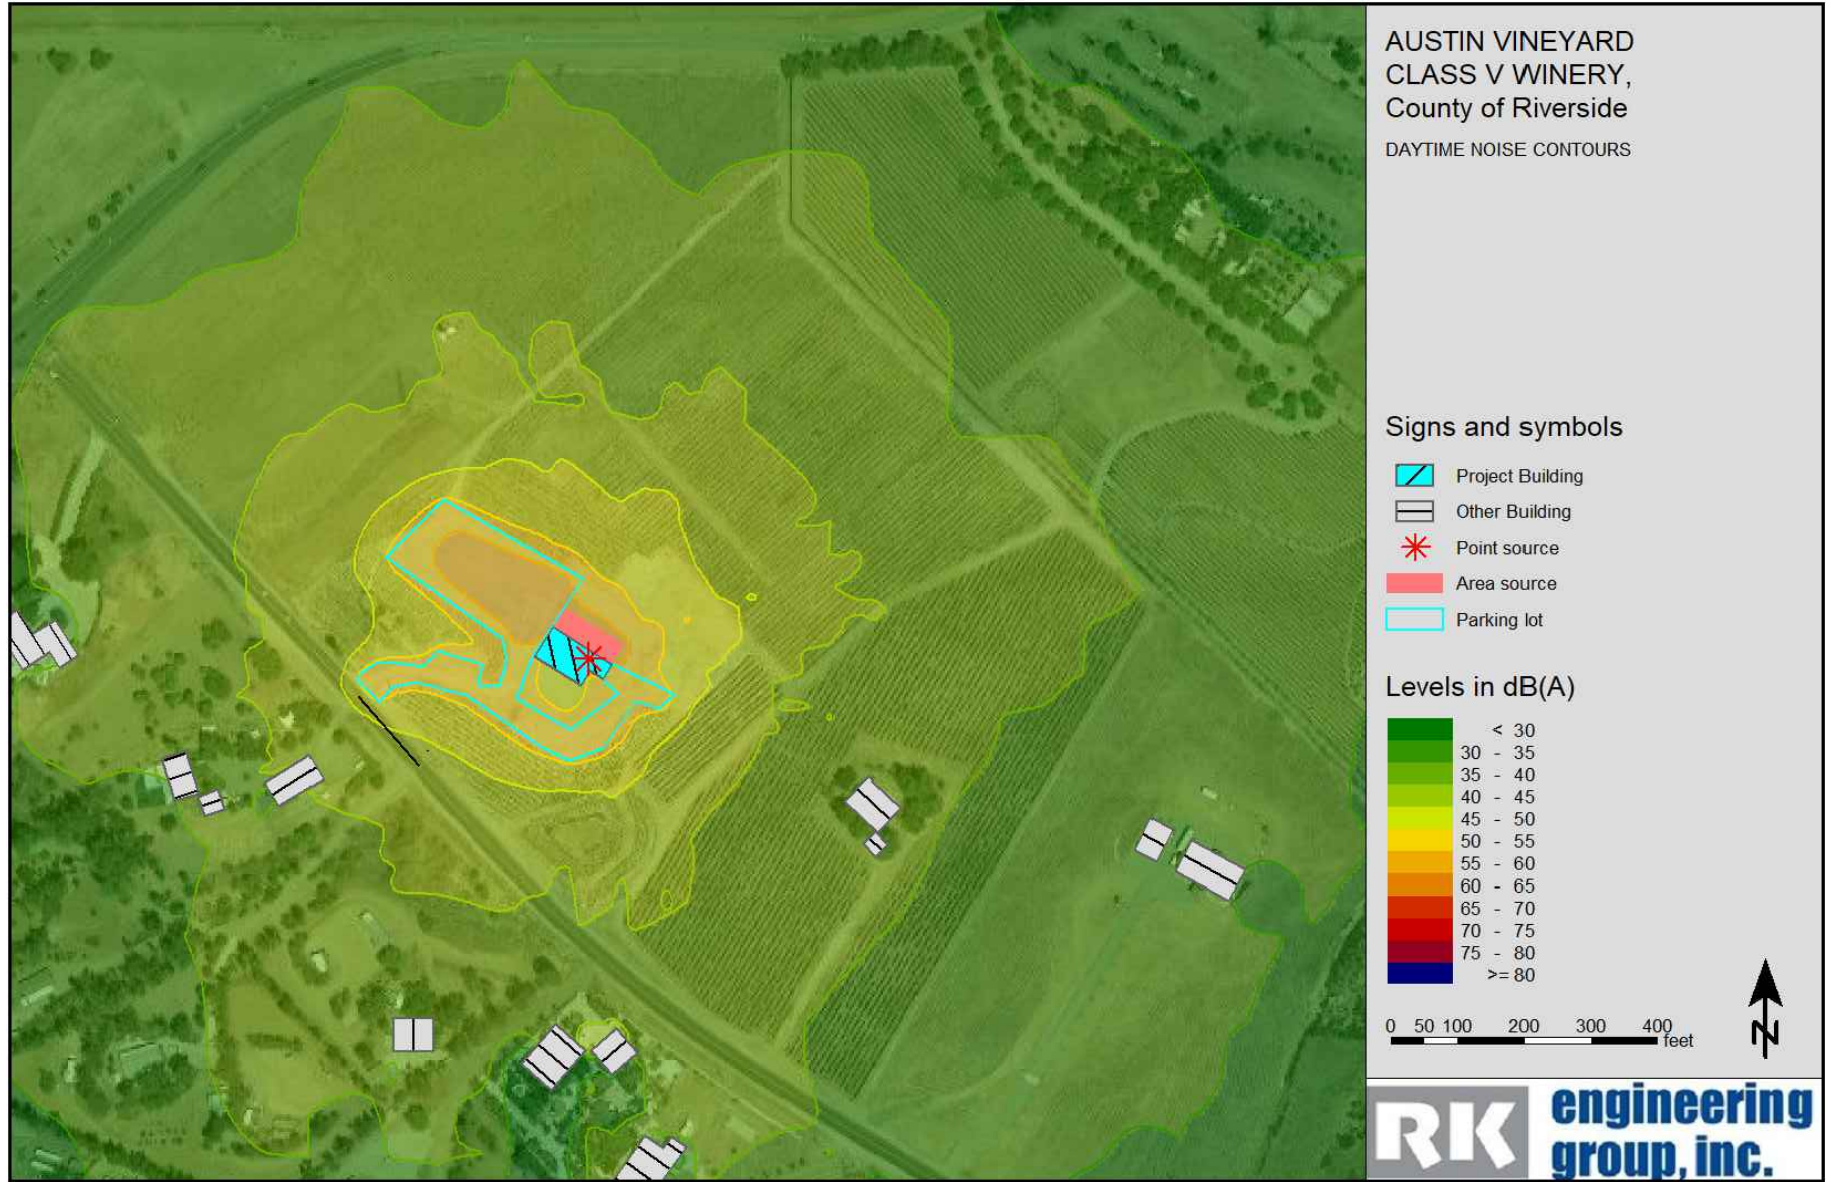 AUSTIN VINEYARD
CLASS V WINERY,
County of Riverside
DAYTIME NOISE CONTOURS
Signs and symbols
Project Building
Other Building
Point source
Area source
Parking lot
Levels in dB(A)
< 30
30 - 35
35 - 40
40 - 45
45 - 50
50 - 55
55 - 60
60 - 65
65 - 70
70 - 75
75 - 80
>= 80
0 50 100 200 300 400
feet
N
RK engineering
group, inc.